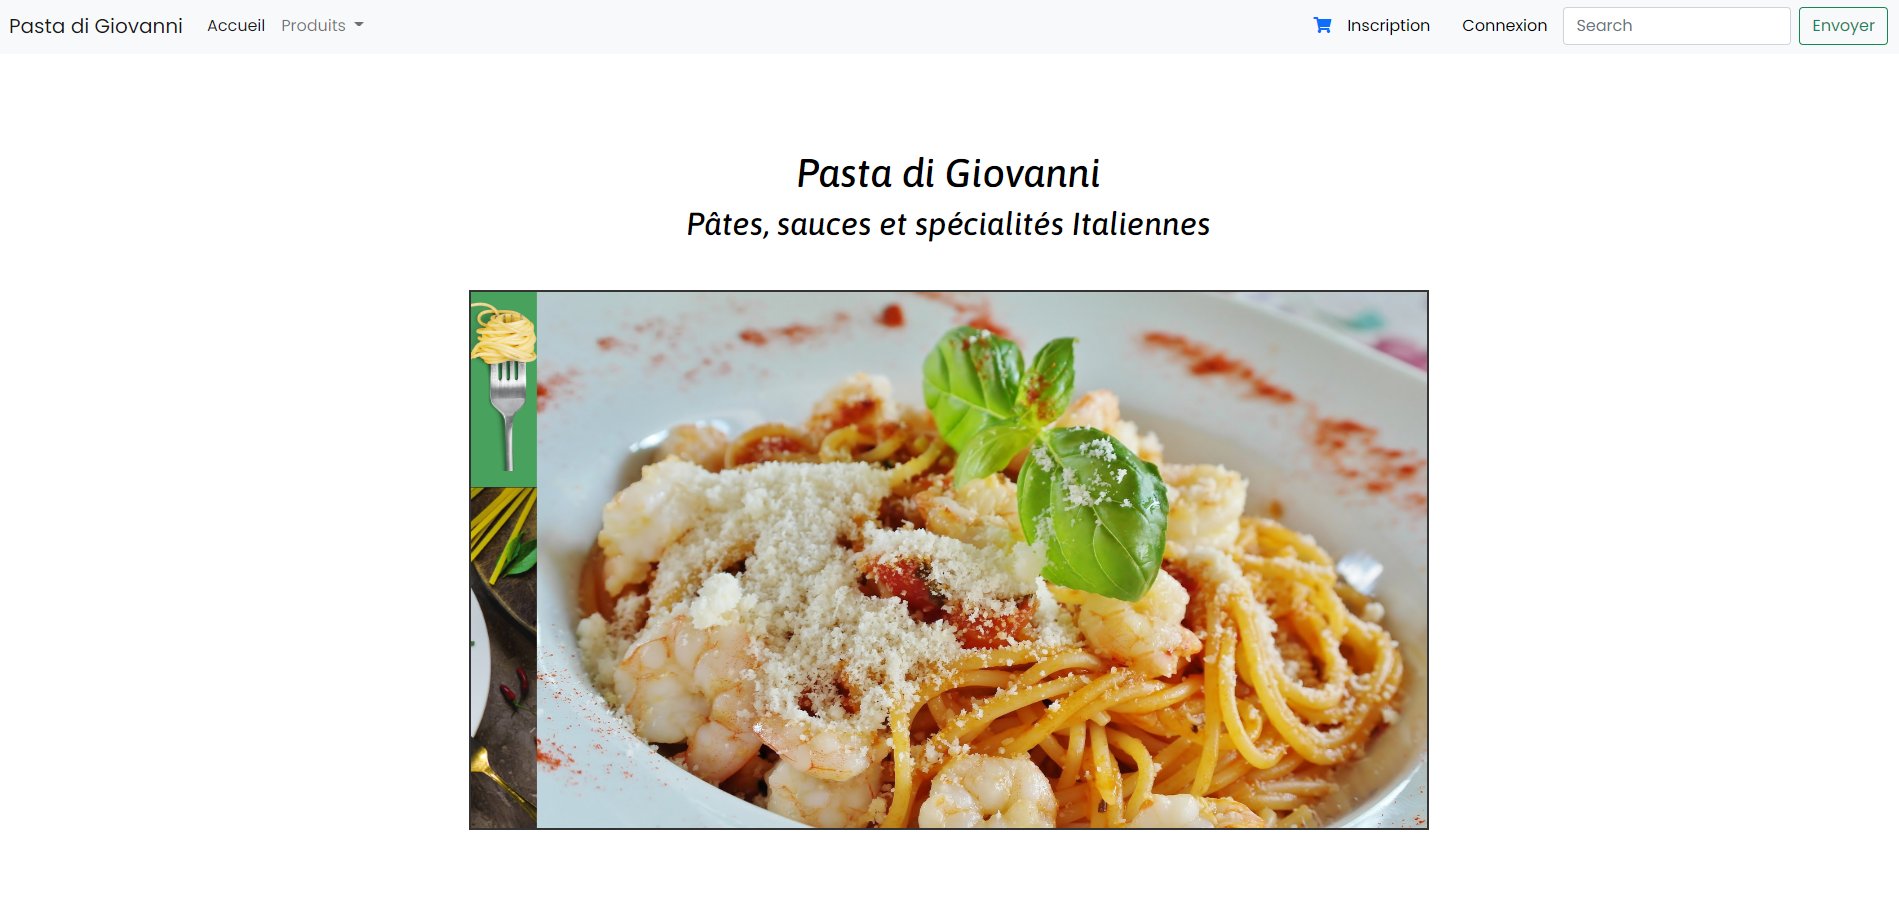 Pasta di Giovanni Accueil Produits Inscription Connexion Search Envoyer
Pasta di Giovanni
Pâtes, sauces et spécialités Italiennes